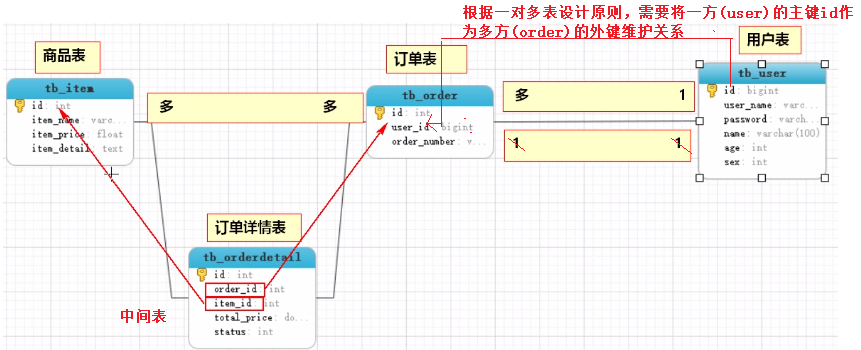 根据一对多表设计原则，需要将一方(user)的主键id作
为多方(order)的外键维护关系
商品表
订单表
用户表
tb_item
id: int
item_name: varc...
item_price: float
item_detail: text
多 多
tb_order
id: int
user_id: bigint
order_number: v...
多 1
1 1
tb_user
id: bigint
user_name: varc...
password: varch...
name: varchar(100)
age: int
sex: int
订单详情表
tb_orderdetail
id: int
order_id: int
item_id: int
total_price: do...
status: int
中间表